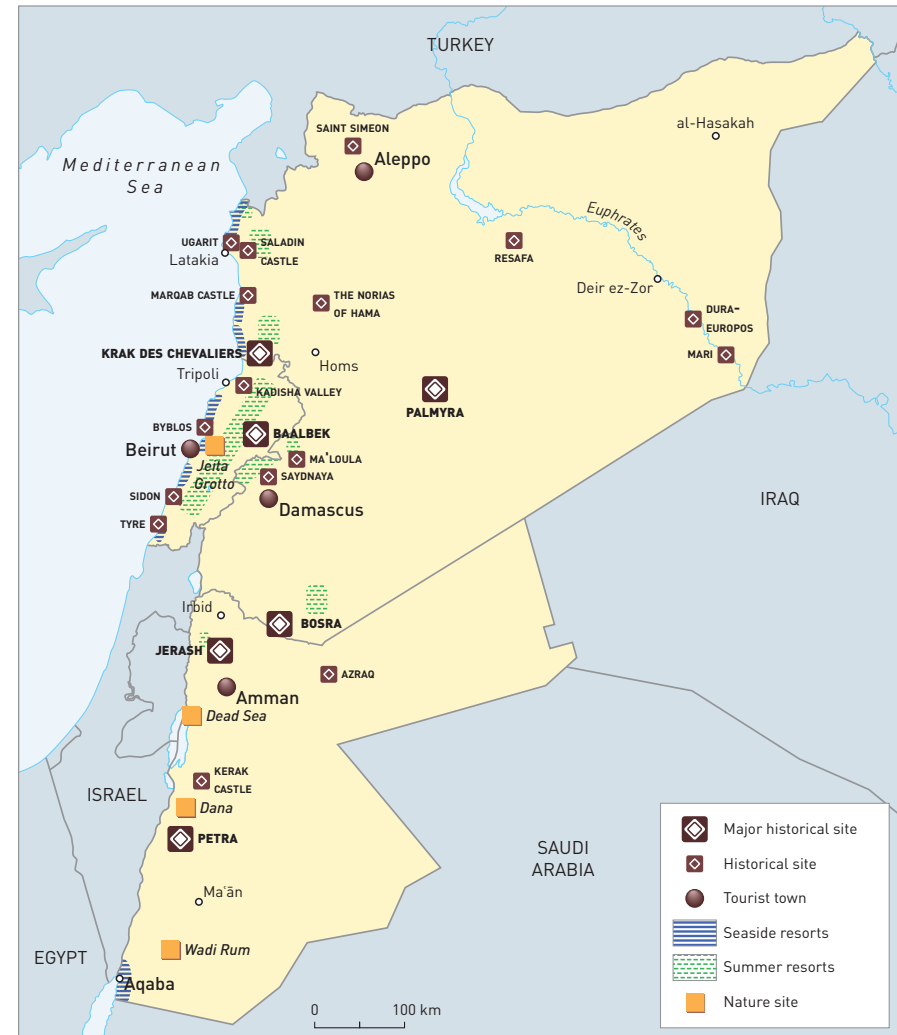 TURKEY
al-Hasakah
SAINT SIMEON
Aleppo
Mediterranean
Sea
Euphrates
UGARIT
SALADIN
CASTLE
Latakia
RESAFA
Deir ez-Zor
MARQAB CASTLE
THE NORIAS
OF HAMA
DURA-
EUROPOS
KRAK DES CHEVALIERS
Homs
MARI
Tripoli
KADISHA VALLEY
PALMYRA
BYBLOS
BAALBEK
Beirut
Jeita
Grotto
MA'LOULA
SAYDNAYA
SIDON
Damascus
IRAQ
TYRE
Irbid
BOSRA
JERASH
AZRAQ
Amman
Dead Sea
KERAK
CASTLE
ISRAEL
Dana
PETRA
SAUDI
ARABIA
Ma'ān
EGYPT
Wadi Rum
Aqaba
0 100 km
Major historical site
Historical site
Tourist town
Seaside resorts
Summer resorts
Nature site